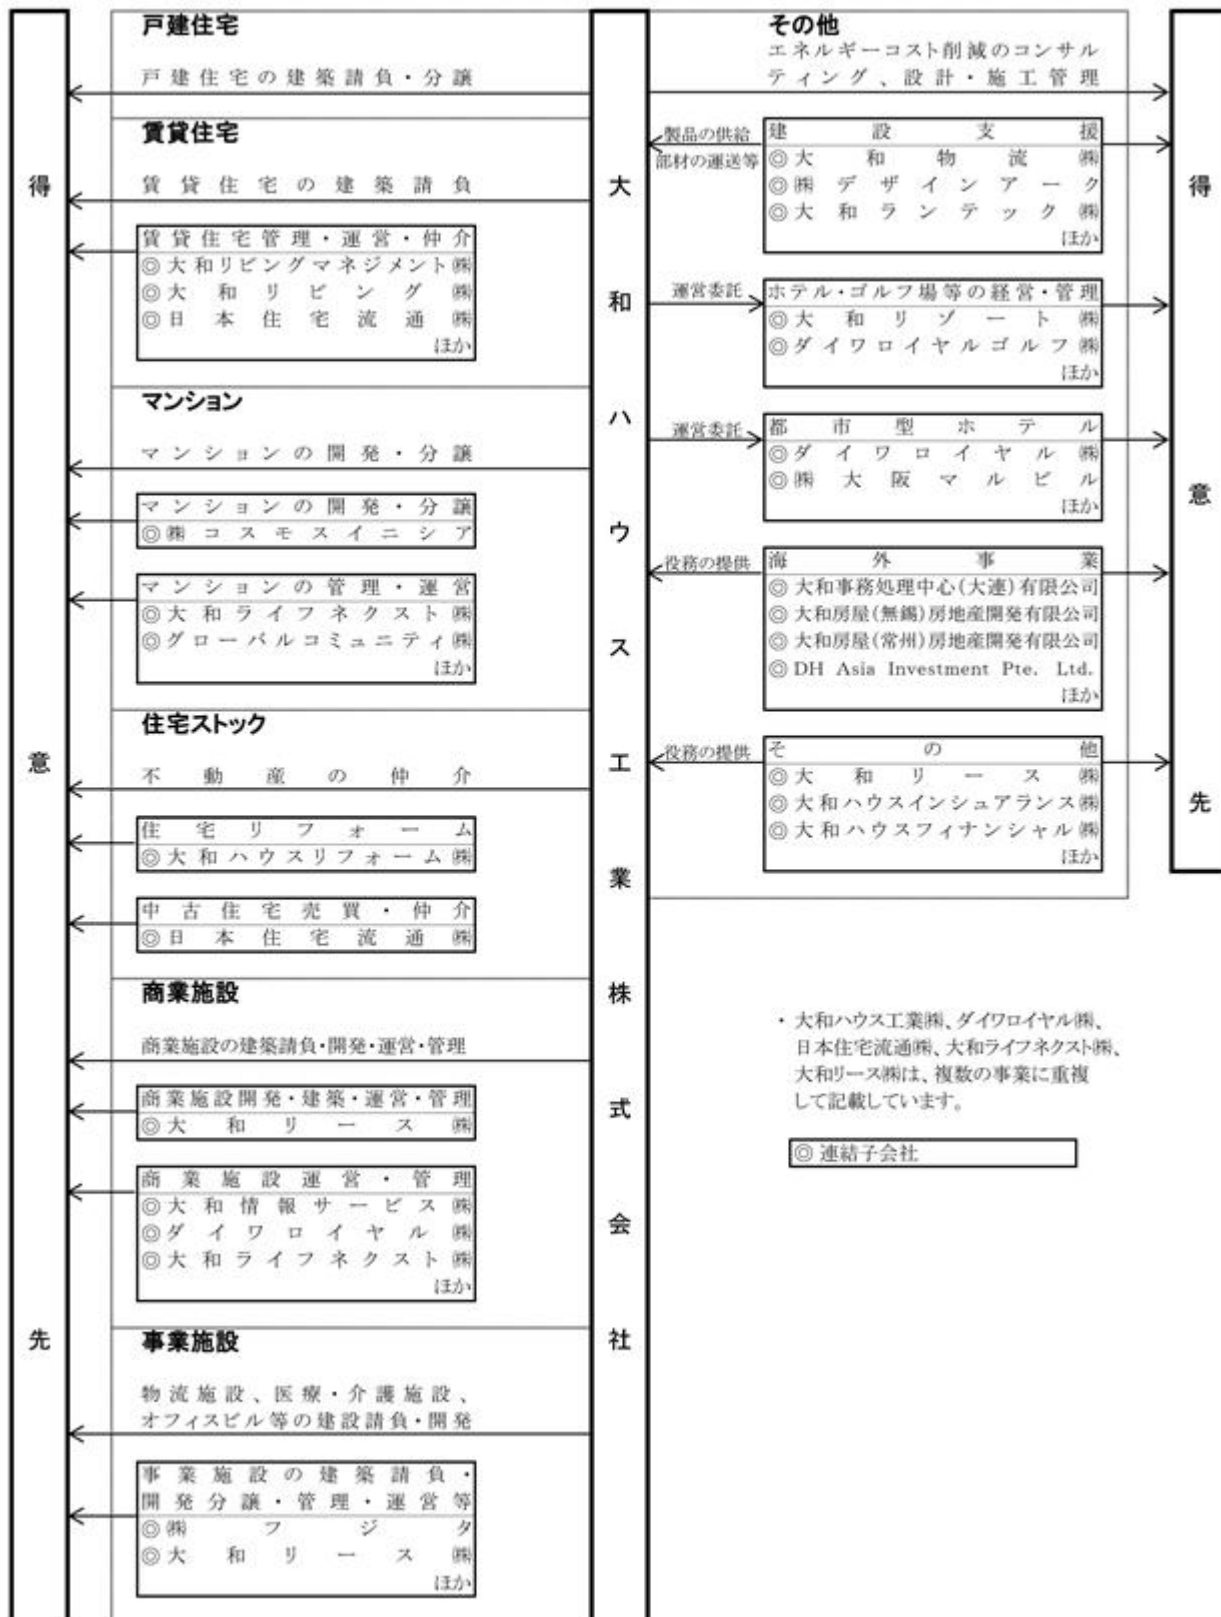 得意先
戸建住宅
戸建住宅の建築請負・分譲
賃貸住宅
賃貸住宅の建築請負
賃貸住宅管理・運営・仲介
◎大和リビングマネジメント㈱
◎大和リビング㈱
◎日本住宅流通㈱
ほか
マンション
マンションの開発・分譲
マンションの開発・分譲
◎㈱コスモスイニシア
マンションの管理・運営
◎大和ライフネクスト㈱
◎グローバルコミュニティ㈱
ほか
住宅ストック
不動産の仲介
住宅リフォーム
◎大和ハウスリフォーム㈱
中古住宅売買・仲介
◎日本住宅流通㈱
商業施設
商業施設の建築請負・開発・運営・管理
商業施設開発・建築・運営・管理
◎大和リース㈱
商業施設運営・管理
◎大和情報サービス㈱
◎ダイワロイヤル㈱
◎大和ライフネクスト㈱
ほか
事業施設
物流施設、医療・介護施設、
オフィスビル等の建設請負・開発
事業施設の建築請負・
開発分譲・管理・運営等
◎㈱フジタ
◎大和リース㈱
ほか
大和ハウス工業株式会社
その他
エネルギーコスト削減のコンサル
ティング、設計・施工管理
製品の供給
部材の運送等
建設支援
◎大和物流㈱
◎㈱デザインアーク
◎大和ランテック㈱
ほか
運営委託
ホテル・ゴルフ場等の経営・管理
◎大和リゾート㈱
◎ダイワロイヤルゴルフ㈱
ほか
運営委託
都市型ホテル
◎ダイワロイヤル㈱
◎㈱大阪マルビル
ほか
役務の提供
海外事業
◎大和事務処理中心(大連)有限公司
◎大和房屋(無錫)房地産開発有限公司
◎大和房屋(常州)房地産開発有限公司
◎DH Asia Investment Pte. Ltd.
ほか
役務の提供
その他
◎大和リース㈱
◎大和ハウスインシュアランス㈱
◎大和ハウスフィナンシャル㈱
ほか
得意先
・大和ハウス工業㈱、ダイワロイヤル㈱、
日本住宅流通㈱、大和ライフネクスト㈱、
大和リース㈱は、複数の事業に重複
して記載しています。
◎連結子会社